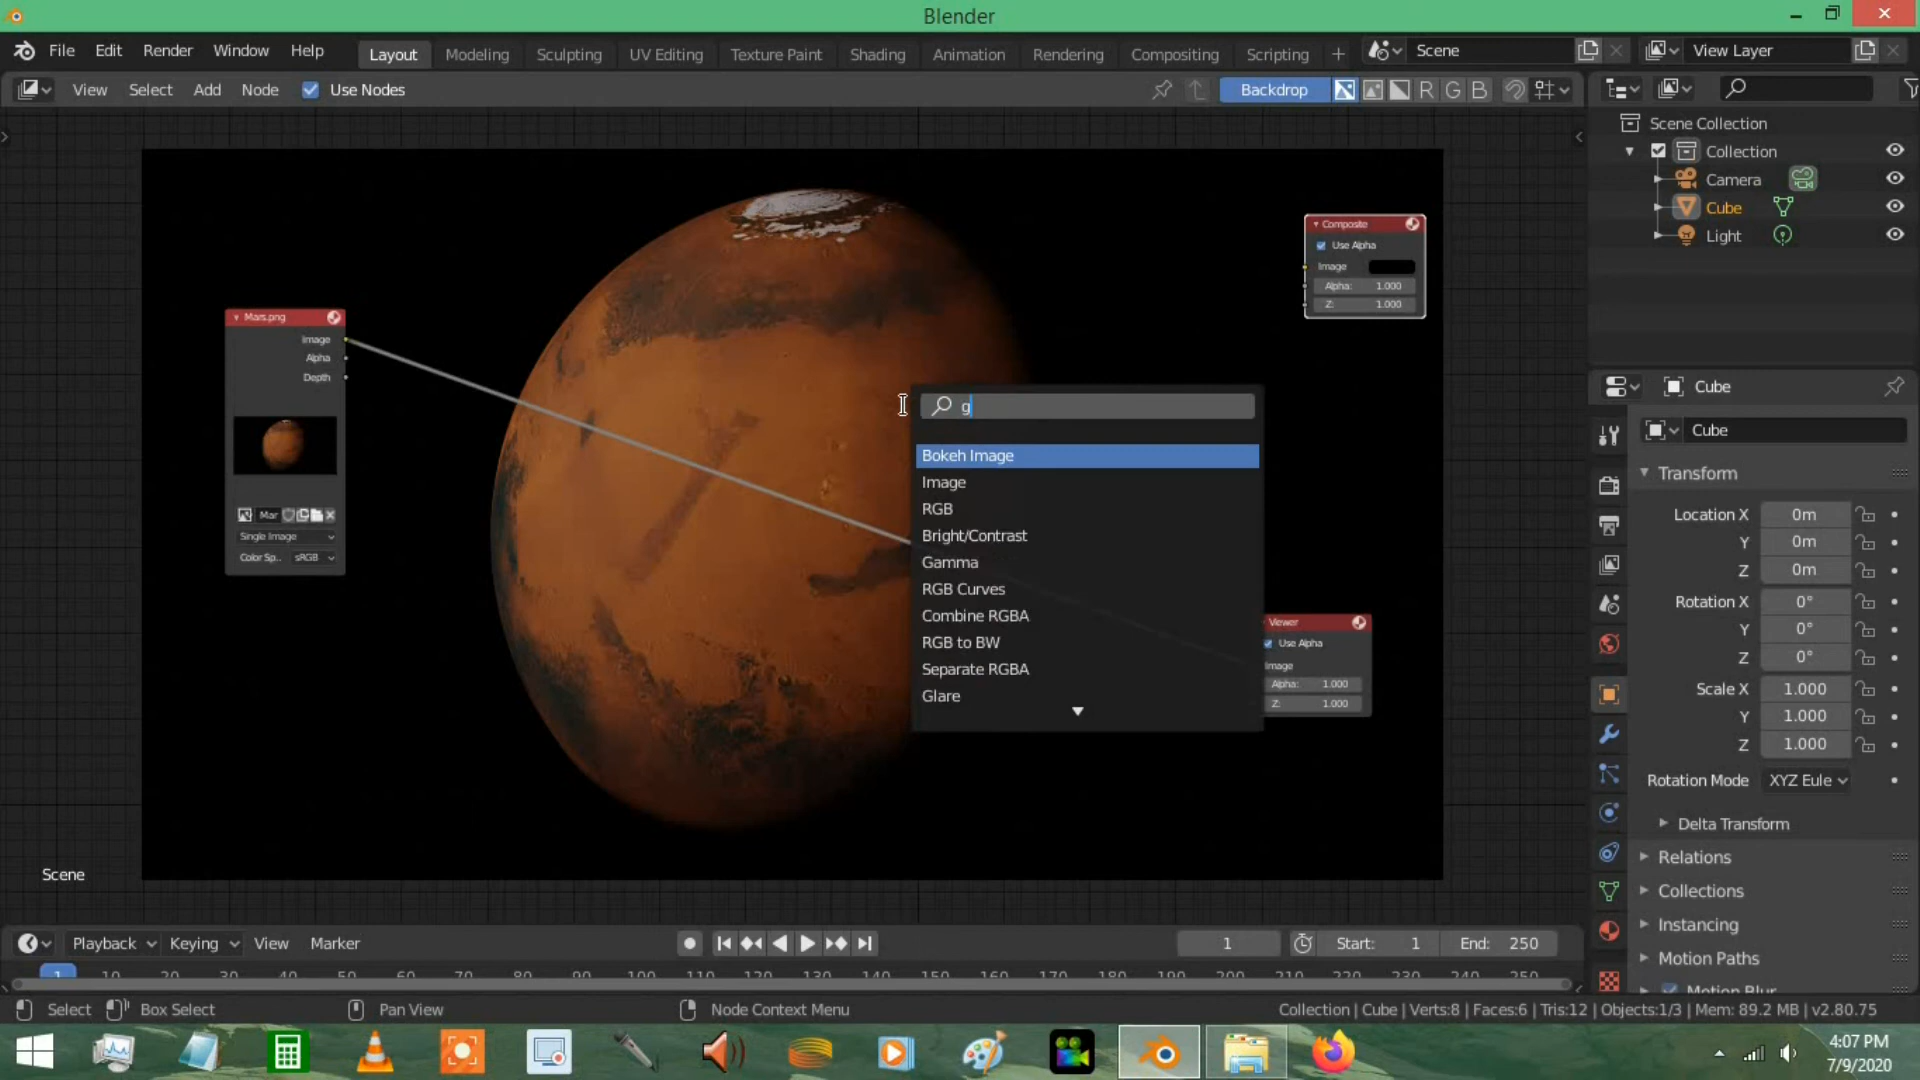 Blender
File Edit Render Window Help Layout Modeling Sculpting UV Editing Texture Paint Shading Animation Rendering Compositing Scripting + Scene View Layer
View Select Add Node Use Nodes Backdrop R G B
Scene Collection
Collection
Camera
Cube
Light
Composite
Use Alpha
Image
Alpha: 1.000
Z: 1.000
Mars.png
Image
Alpha
Depth
Mar
Single Image
Color Sp.. sRGB
g
Bokeh Image
Image
RGB
Bright/Contrast
Gamma
RGB Curves
Combine RGBA
RGB to BW
Separate RGBA
Glare
Viewer
Use Alpha
Image
Alpha: 1.000
Z: 1.000
Scene
Cube
Cube
Transform
Location X 0m
Y 0m
Z 0m
Rotation X 0°
Y 0°
Z 0°
Scale X 1.000
Y 1.000
Z 1.000
Rotation Mode XYZ Eule
Delta Transform
Relations
Collections
Instancing
Motion Paths
Motion Blur
Playback Keying View Marker 1 Start: 1 End: 250
1 10 20 30 40 50 60 70 80 90 100 110 120 130 140 150 160 170 180 190 200 210 220 230 240 250
Select Box Select Pan View Node Context Menu Collection | Cube | Verts:8 | Faces:6 | Tris:12 | Objects:1/3 | Mem: 89.2 MB | v2.80.75
4:07 PM
7/9/2020